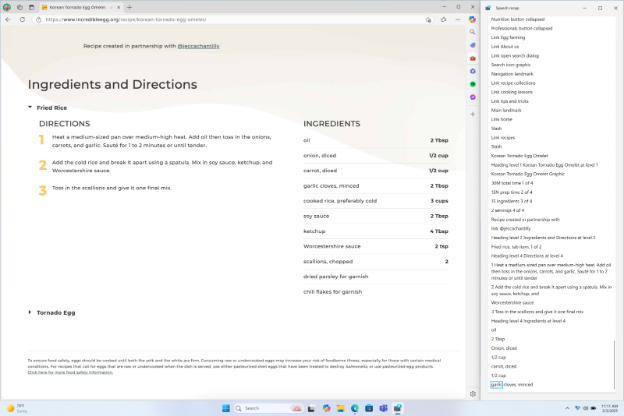 Korean Tornado Egg Omelet
https://www.incredibleegg.org/recipe/korean-tornado-egg-omelet/
Recipe created in partnership with @jeccachantilly
Ingredients and Directions
Fried Rice
DIRECTIONS
1 Heat a medium-sized pan over medium-high heat. Add oil then toss in the onions,
carrots, and garlic. Sauté for 1 to 2 minutes or until tender.
2 Add the cold rice and break it apart using a spatula. Mix in soy sauce, ketchup, and
Worcestershire sauce.
3 Toss in the scallions and give it one final mix.
INGREDIENTS
oil 2 Tbsp
onion, diced 1/2 cup
carrot, diced 1/2 cup
garlic cloves, minced 2 Tbsp
cooked rice, preferably cold 3 cups
soy sauce 2 Tbsp
ketchup 4 Tbsp
Worcestershire sauce 2 tsp
scallions, chopped 2
dried parsley for garnish
chili flakes for garnish
Tornado Egg
To ensure food safety, eggs should be cooked until both the yolk and the white are firm. Consuming raw or undercooked eggs may increase your risk of foodborne illness, especially for those with certain medical
conditions. For recipes that call for eggs that are raw or undercooked when the dish is served, use either pasteurized shell eggs that have been treated to destroy Salmonella, or use pasteurized egg products.
Click here for more food safety information.
Speech recap
Nutrition button collapsed
Professionals button collapsed
Link Egg farming
Link About us
Link open search dialog
Search icon graphic
Navigation landmark
Link recipe collections
Link cooking lessons
Link tips and tricks
Main landmark
Link home
Slash
Link recipes
Slash
Korean Tornado Egg Omelet
Heading level 1 Korean Tornado Egg Omelet at level 1
Korean Tornado Egg Omelet Graphic
30M total time 1 of 4
15N prep time 2 of 4
15 ingredients 3 of 4
2 servings 4 of 4
Recipe created in partnership with
link @jeccachantilly
Heading level 2 Ingredients and Directions at level 2
Fried rice, sub item, 1 of 2
Heading level 4 Directions at level 4
1 Heat a medium-sized pan over medium-high heat. Add oil
then toss in the onions, carrots, and garlic. Sauté for 1 to 2
minutes or until tender
2 Add the cold rice and break it apart using a spatula. Mix in
soy sauce, ketchup, and
Worcestershire sauce
3 Toss in the scallions and give it one final mix
Heading level 4 Ingredients at level 4
oil
2 Tbsp
Onion, diced
1/2 cup
carrot, diced
1/2 cup
garlic cloves, minced
Search
11:15 AM